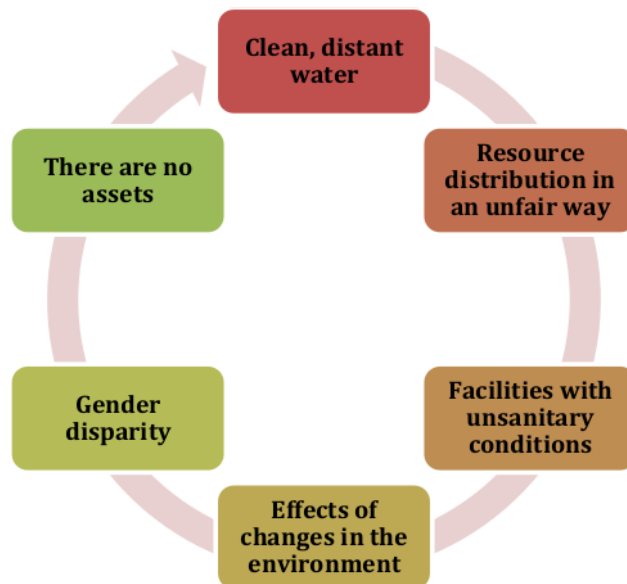 Clean, distant
water
Resource
distribution in
an unfair way
Facilities with
unsanitary
conditions
Effects of
changes in the
environment
Gender
disparity
There are no
assets